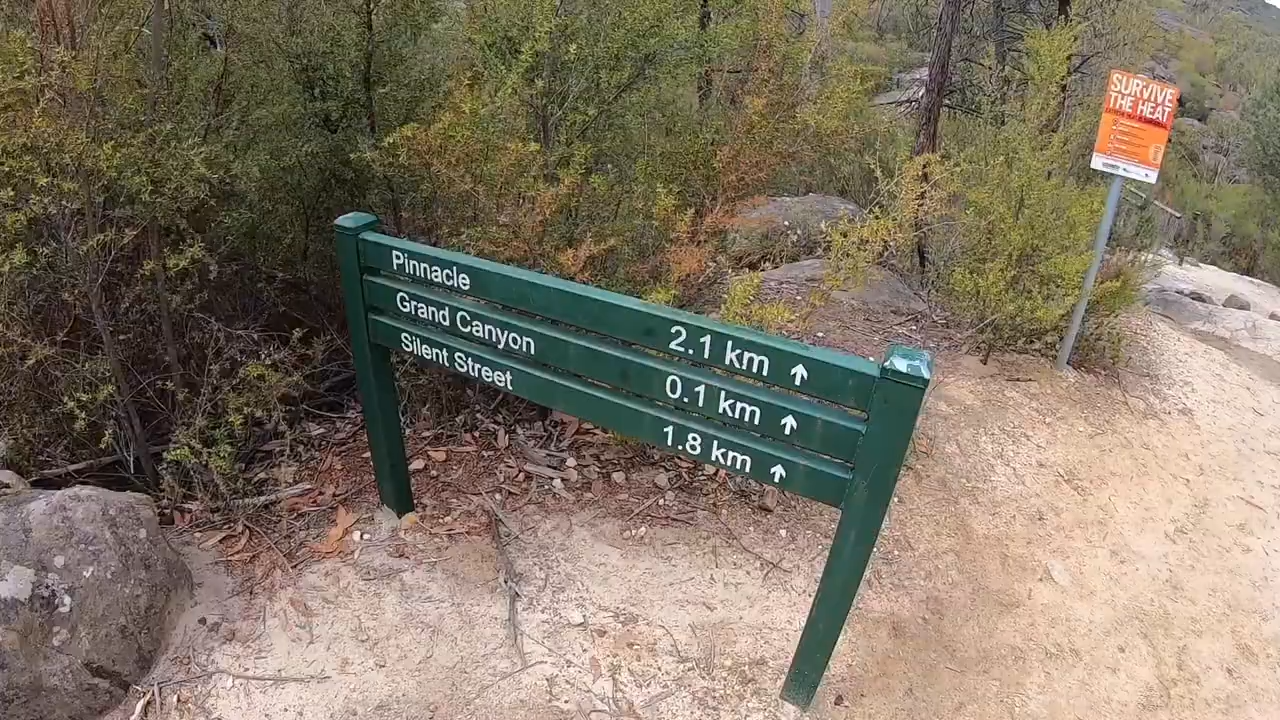 Pinnacle 2.1 km ↑
Grand Canyon 0.1 km ↑
Silent Street 1.8 km ↑
SURVIVE
THE HEAT